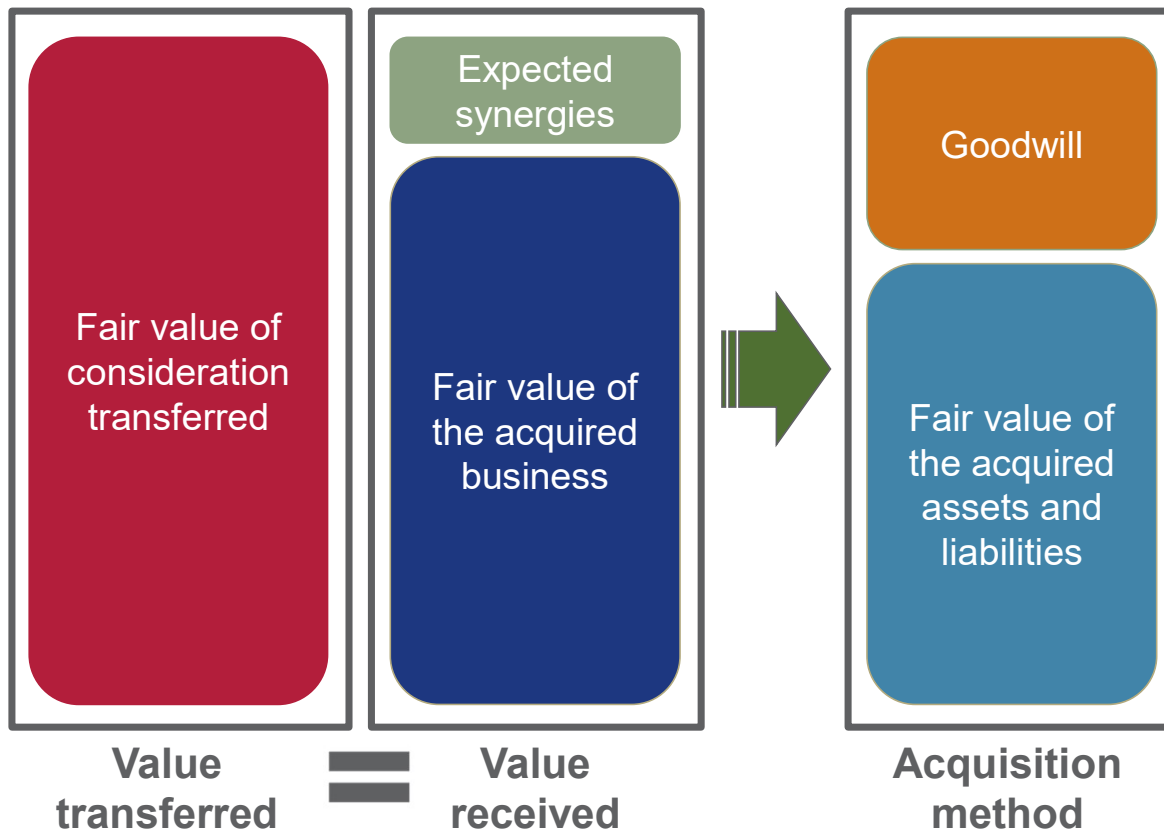 Fair value of
consideration
transferred
Expected
synergies
Fair value of
the acquired
business
Goodwill
Fair value of
the acquired
assets and
liabilities
Value
transferred
Value
received
Acquisition
method